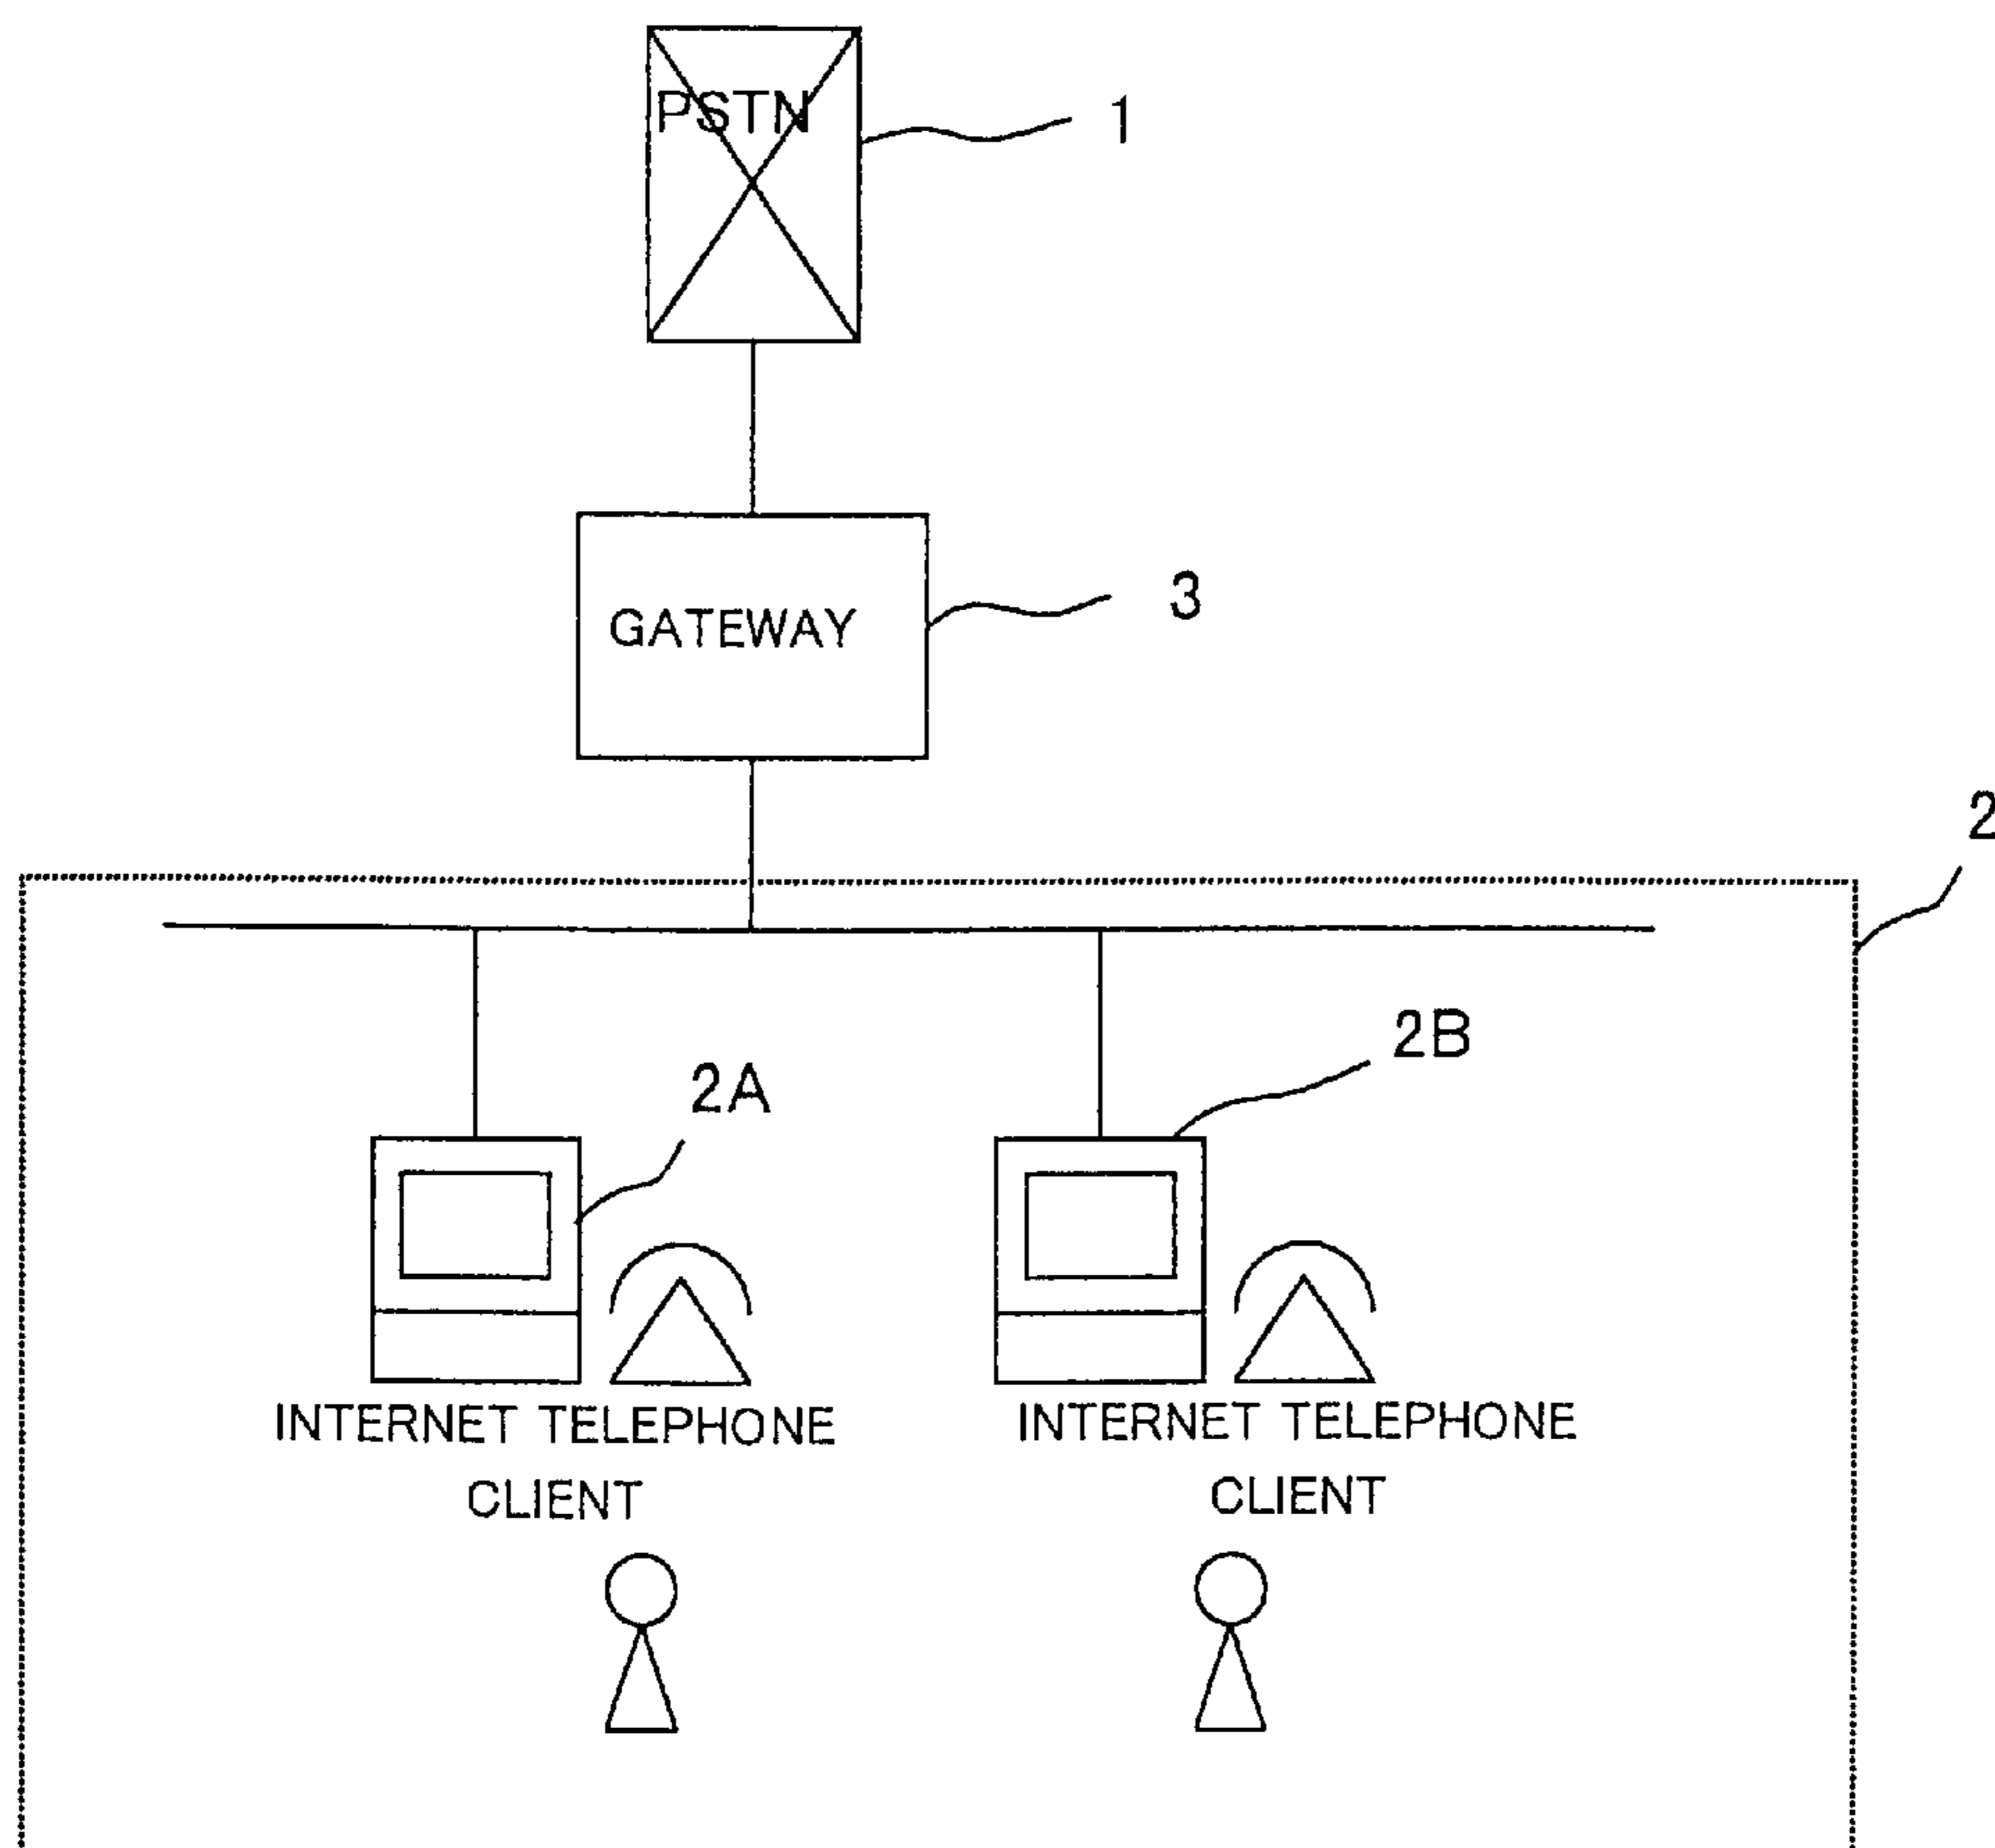 PSTN
1
GATEWAY
3
2
2A
2B
INTERNET TELEPHONE
CLIENT
INTERNET TELEPHONE
CLIENT